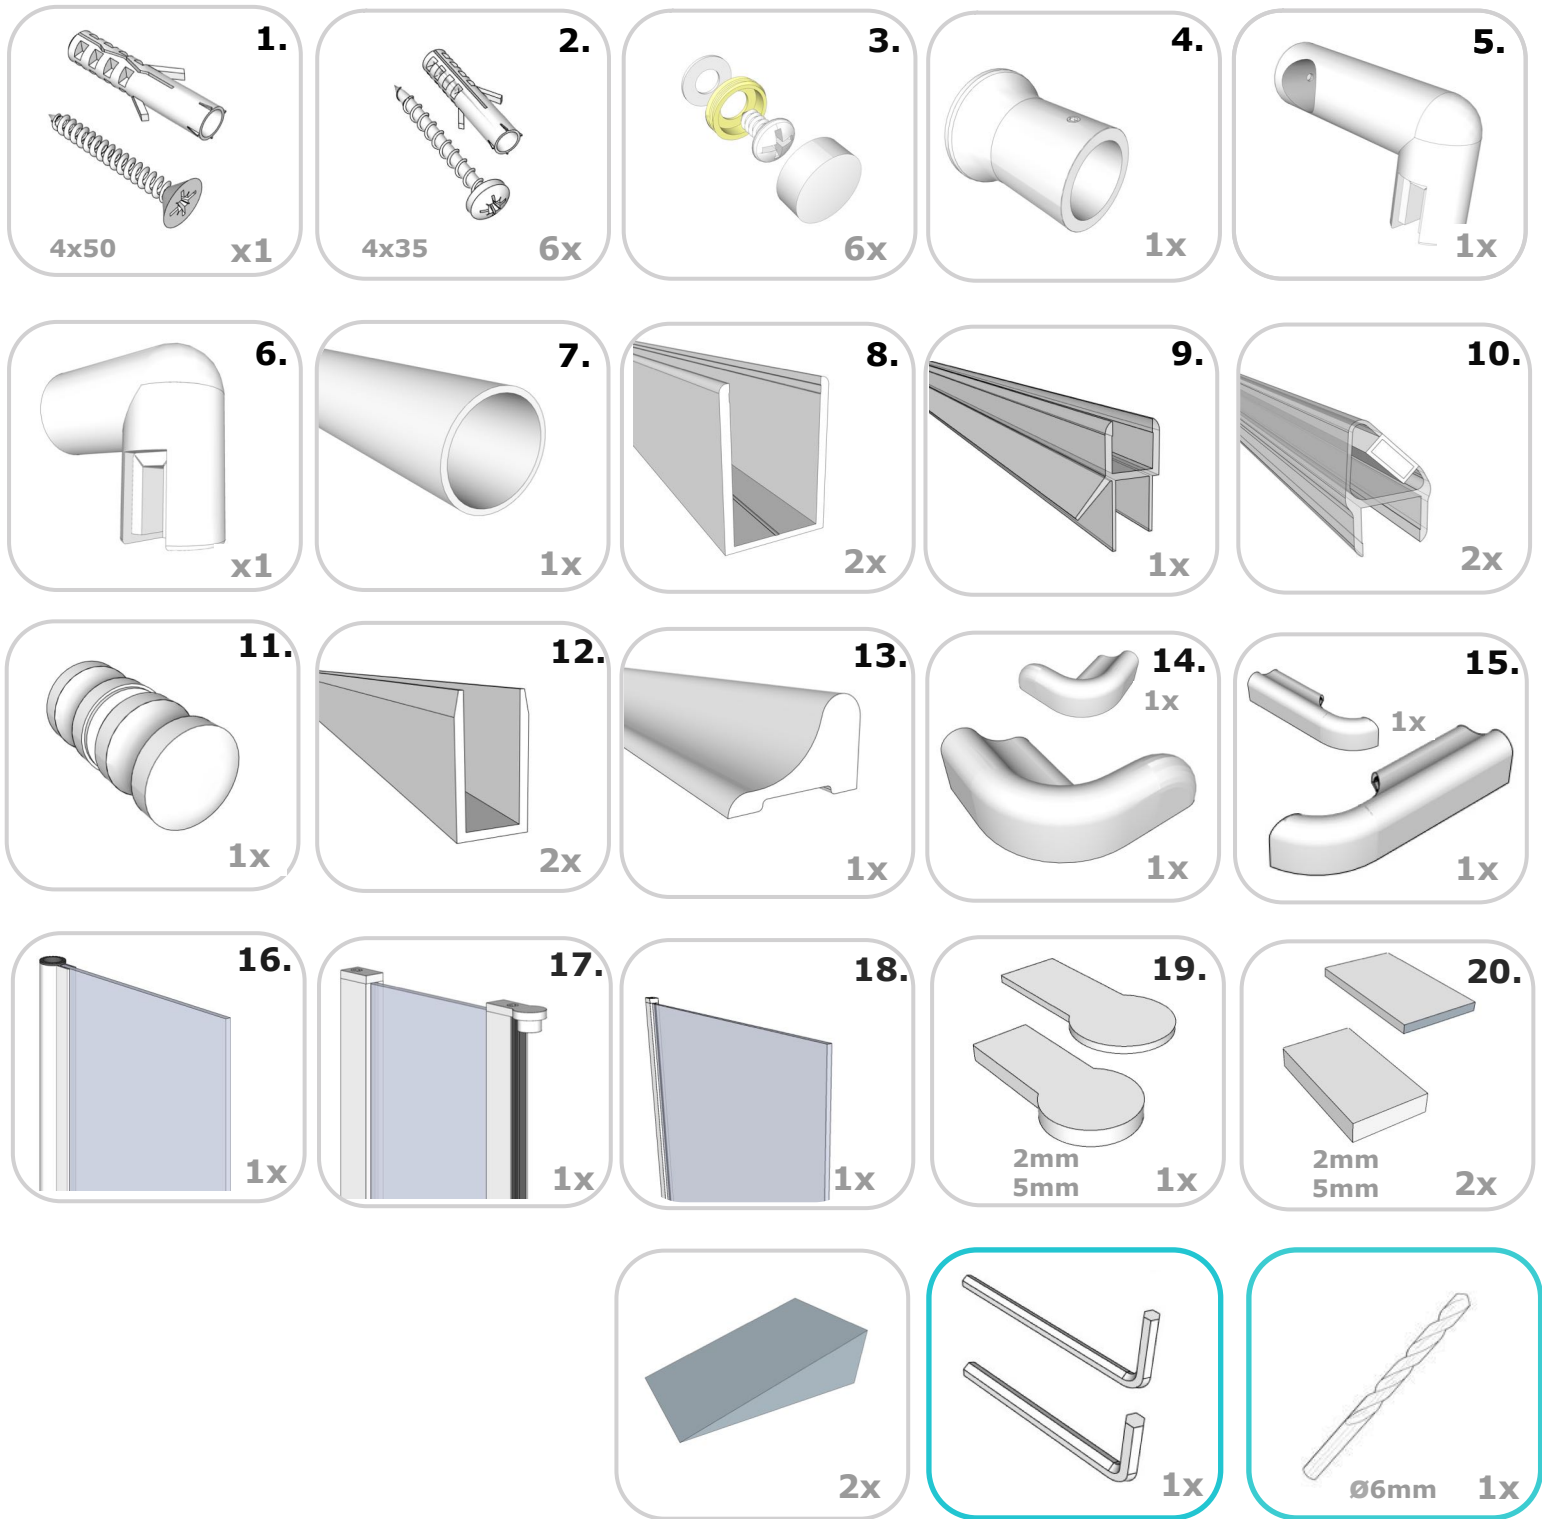 1.
4x50
x1
2.
4x35
6x
3.
6x
4.
1x
5.
1x
6.
x1
7.
1x
8.
2x
9.
1x
10.
2x
11.
1x
12.
2x
13.
1x
14.
1x
1x
15.
1x
1x
16.
1x
17.
1x
18.
1x
19.
2mm
5mm
1x
20.
2mm
5mm
2x
2x
1x
Ø6mm
1x